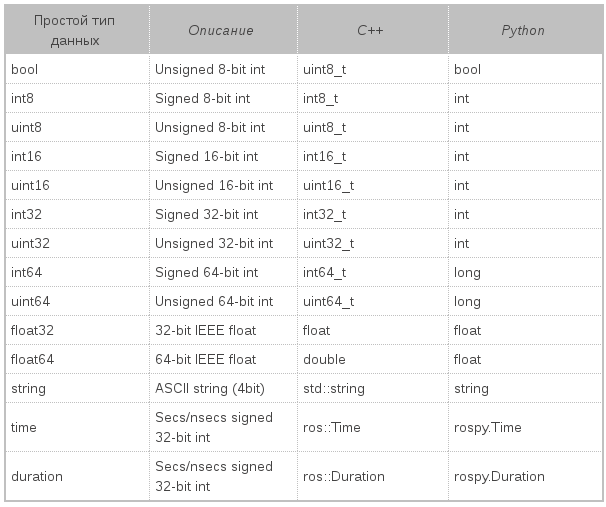 Простой тип данных Описание C++ Python
bool Unsigned 8-bit int uint8_t bool
int8 Signed 8-bit int int8_t int
uint8 Unsigned 8-bit int uint8_t int
int16 Signed 16-bit int int16_t int
uint16 Unsigned 16-bit int uint16_t int
int32 Signed 32-bit int int32_t int
uint32 Unsigned 32-bit int uint32_t int
int64 Signed 64-bit int int64_t long
uint64 Unsigned 64-bit int uint64_t long
float32 32-bit IEEE float float float
float64 64-bit IEEE float double float
string ASCII string (4bit) std::string string
time Secs/nsecs signed 32-bit int ros::Time rospy.Time
duration Secs/nsecs signed 32-bit int ros::Duration rospy.Duration